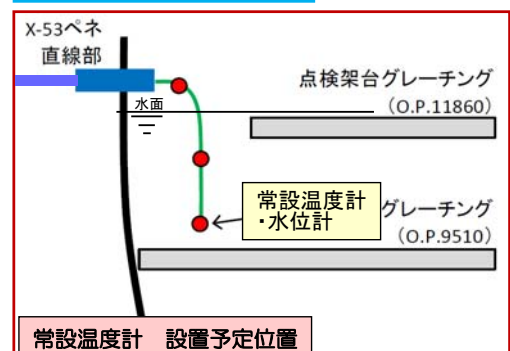 X-53ペネ
直線部
水面
点検架台グレーチング
(O.P.11860)
常設温度計
・水位計
グレーチング
(O.P.9510)
常設温度計 設置予定位置